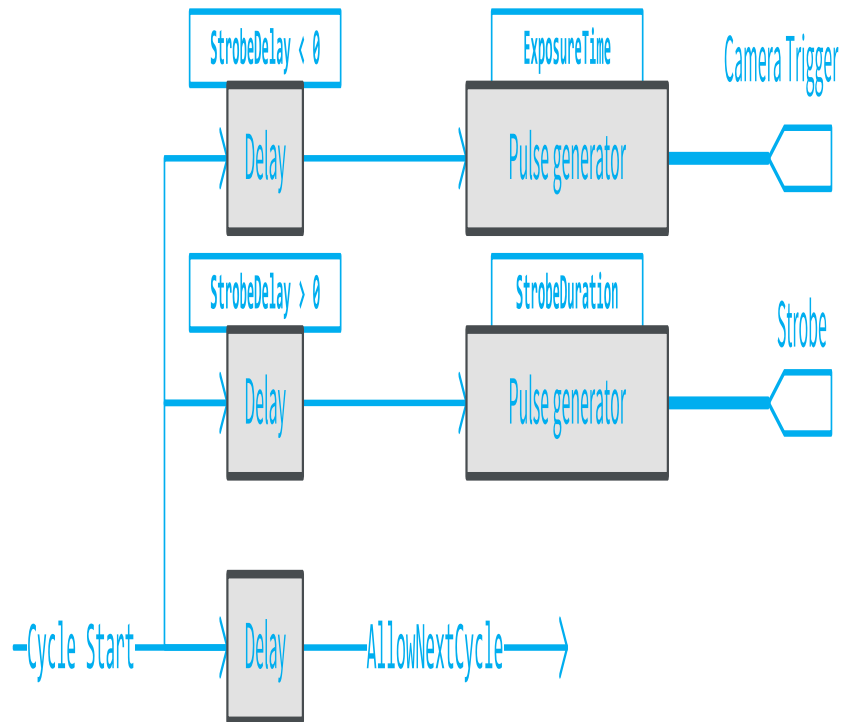 StrobeDelay < 0
ExposureTime
Camera Trigger
Delay
Pulse generator
StrobeDelay > 0
StrobeDuration
Strobe
Delay
Pulse generator
Cycle Start
Delay
AllowNextCycle